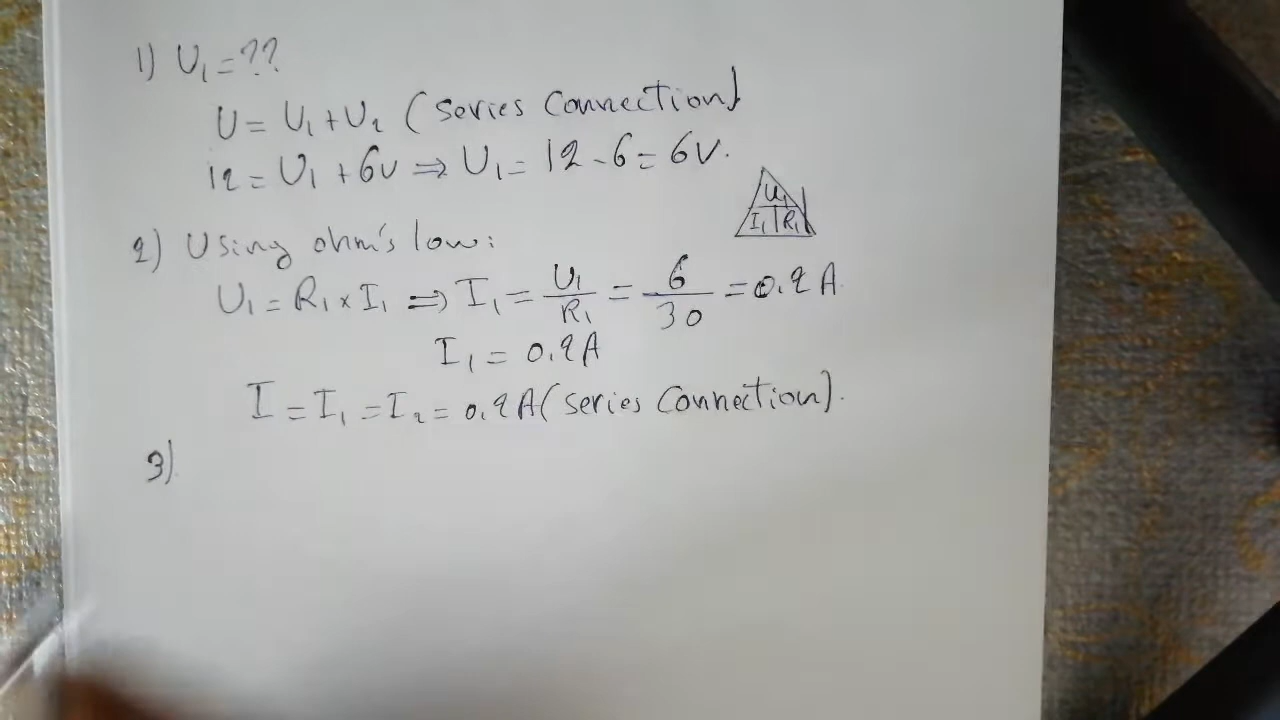 1) U₁ = ??
U = U₁ + U₂ (series connection)
12 = U₁ + 6v ⇒ U₁ = 12 - 6 = 6V.
U₁
I₁ | R₁
2) Using ohm's low:
U₁ = R₁ × I₁ ⇒ I₁ = U₁/R₁ = 6/30 = 0.2 A
I₁ = 0.2A
I = I₁ = I₂ = 0.2 A (series connection).
3)